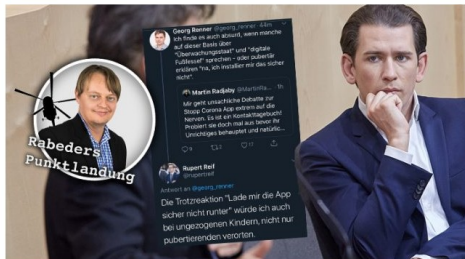 Georg Renner @georg_renner · 44m
Ich finde es auch absurd, wenn manche
auf dieser Basis über
"Überwachungsstaat" und "digitale
Fußfessel" sprechen - oder pubertär
erklären "na, ich installier mir das sicher
nicht".
Martin Radjaby @MartinRa... · 1h
Mir geht unsachliche Debatte zur
Stopp Corona App extrem auf die
Nerven. Es ist ein Kontakttagebuch!
Probiert sie doch mal aus bevor ihr
Unsinniges behauptet und natürlic...
Rupert Reif
@rupertreif
Antwort an @georg_renner
Die Trotzreaktion "Lade mir die App
sicher nicht runter" würde ich auch
bei ungezogenen Kindern, nicht nur
pubertierenden verorten.
Rabeders
Punktlandung